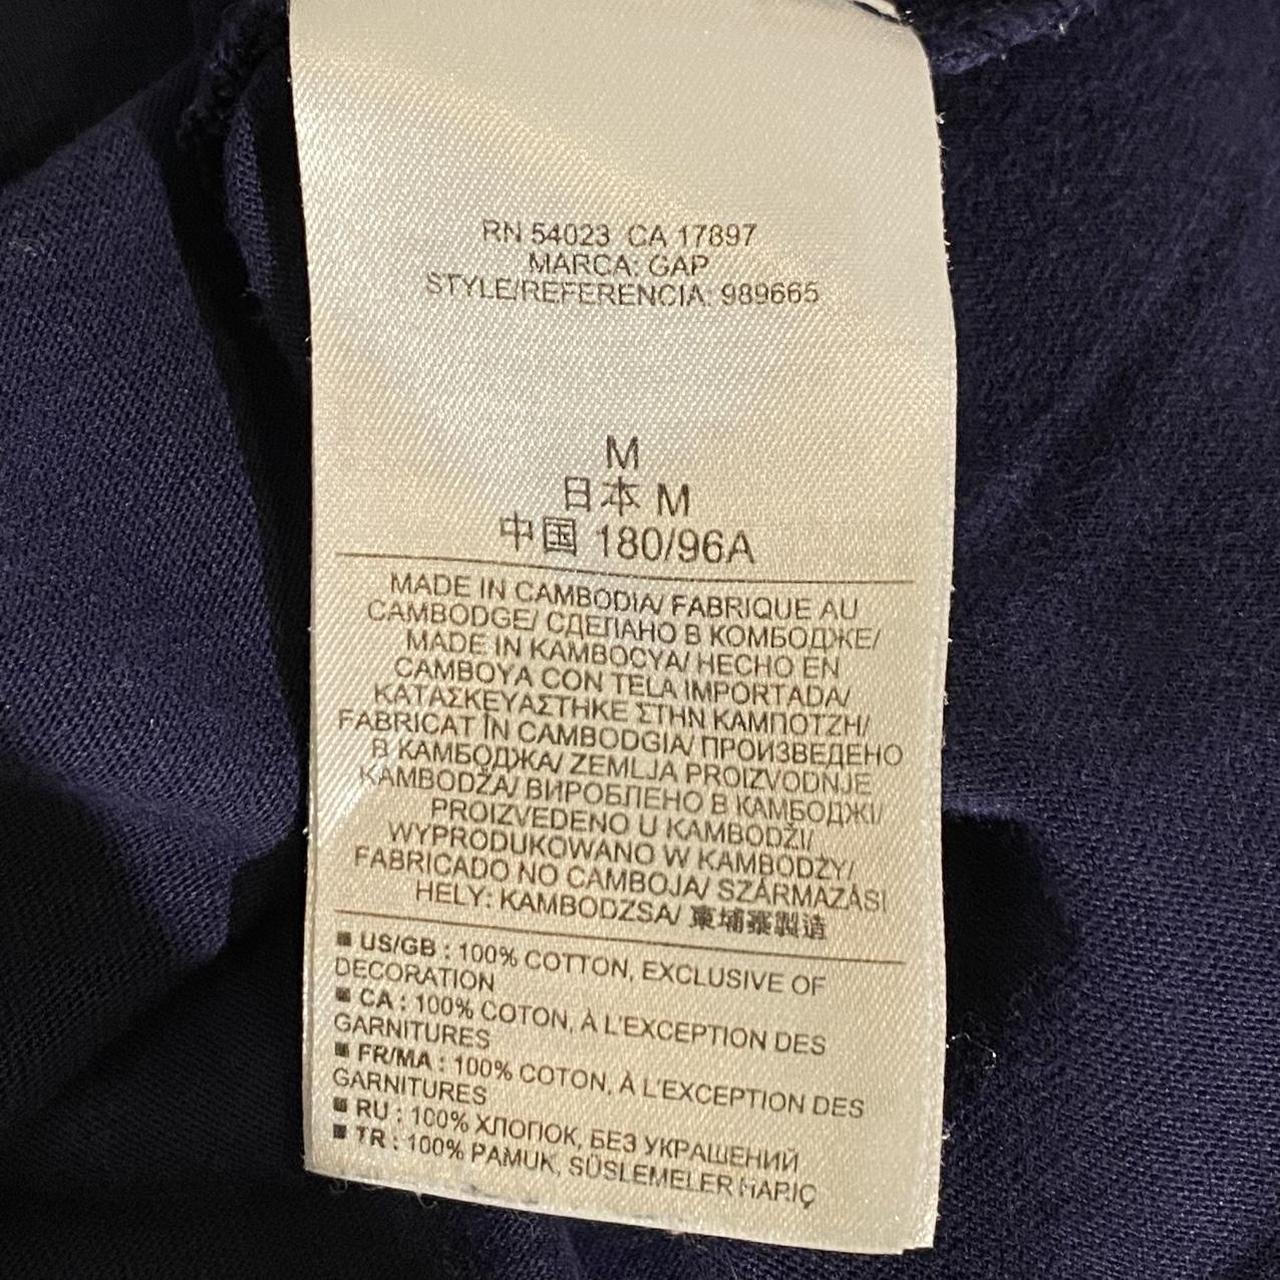 RN 54023 CA 17897
MARCA: GAP
STYLE/REFERENCIA: 989665
M
日本 M
中国 180/96A
MADE IN CAMBODIA/ FABRIQUE AU
CAMBODGE/ СДЕЛАНО В КОМБОДЖЕ/
MADE IN KAMBOCYA/ HECHO EN
CAMBOYA CON TELA IMPORTADA/
ΚΑΤΑΣΚΕΥΑΣΤΗΚΕ ΣΤΗΝ ΚΑΜΠΟΤΖΗ/
FABRICAT ÎN CAMBODGIA/ ПРОИЗВЕДЕНО
В КАМБОДЖА/ ZEMLJA PROIZVODNJE
KAMBODŽA/ ВИРОБЛЕНО В КАМБОДЖІ/
PROIZVEDENO U KAMBODŽI/
WYPRODUKOWANO W KAMBODŻY/
FABRICADO NO CAMBOJA/ SZÁRMAZÁSI
HELY: KAMBODZSA/ 柬埔寨製造
■ US/GB : 100% COTTON, EXCLUSIVE OF
DECORATION
■ CA : 100% COTON, À L'EXCEPTION DES
GARNITURES
■ FR/MA : 100% COTON, À L'EXCEPTION DES
GARNITURES
■ RU : 100% ХЛОПОК, БЕЗ УКРАШЕНИЙ
■ TR : 100% PAMUK, SÜSLEMELER HARIÇ